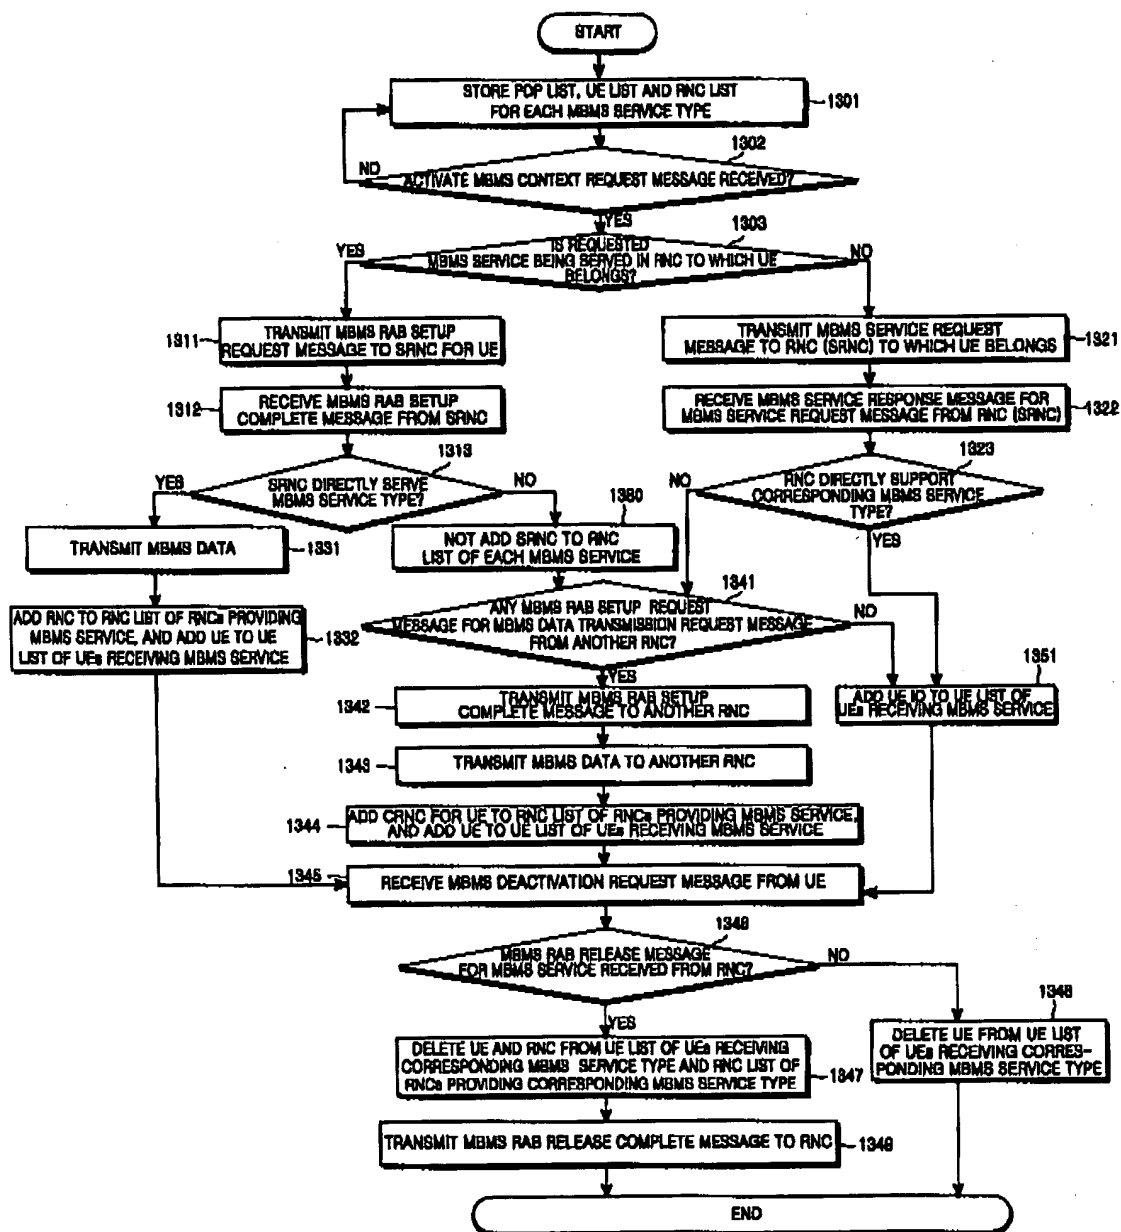 START
STORE PDP LIST, UE LIST AND RNC LIST
FOR EACH MBMS SERVICE TYPE
1301
1302
NO
ACTIVATE MBMS CONTEXT REQUEST MESSAGE RECEIVED?
YES
1303
YES
IS REQUESTED
MBMS SERVICE BEING SERVED IN RNC TO WHICH UE
BELONGS?
NO
1311
TRANSMIT MBMS RAB SETUP
REQUEST MESSAGE TO SRNC FOR UE
TRANSMIT MBMS SERVICE REQUEST
MESSAGE TO RNC (SRNC) TO WHICH UE BELONGS
1321
1312
RECEIVE MBMS RAB SETUP
COMPLETE MESSAGE FROM SRNC
RECEIVE MBMS SERVICE RESPONSE MESSAGE FOR
MBMS SERVICE REQUEST MESSAGE FROM RNC (SRNC)
1322
1313
YES
SRNC DIRECTLY SERVE
MBMS SERVICE TYPE?
NO
1323
NO
RNC DIRECTLY SUPPORT
CORRESPONDING MBMS SERVICE
TYPE?
YES
TRANSMIT MBMS DATA
1331
1360
NOT ADD SRNC TO RNC
LIST OF EACH MBMS SERVICE
ADD RNC TO RNC LIST OF RNCs PROVIDING
MBMS SERVICE, AND ADD UE TO UE
LIST OF UEs RECEIVING MBMS SERVICE
1332
1341
ANY MBMS RAB SETUP REQUEST
MESSAGE FOR MBMS DATA TRANSMISSION REQUEST MESSAGE
FROM ANOTHER RNC?
NO
YES
1351
ADD UE ID TO UE LIST OF
UEs RECEIVING MBMS SERVICE
1342
TRANSMIT MBMS RAB SETUP
COMPLETE MESSAGE TO ANOTHER RNC
1343
TRANSMIT MBMS DATA TO ANOTHER RNC
1344
ADD CRNC FOR UE TO RNC LIST OF RNCs PROVIDING MBMS SERVICE,
AND ADD UE TO UE LIST OF UEs RECEIVING MBMS SERVICE
1345
RECEIVE MBMS DEACTIVATION REQUEST MESSAGE FROM UE
1346
MBMS RAB RELEASE MESSAGE
FOR MBMS SERVICE RECEIVED FROM RNC?
NO
YES
1348
DELETE UE FROM UE LIST
OF UEs RECEIVING CORRES-
PONDING MBMS SERVICE TYPE
DELETE UE AND RNC FROM UE LIST OF UEs RECEIVING
CORRESPONDING MBMS SERVICE TYPE AND RNC LIST OF
RNCs PROVIDING CORRESPONDING MBMS SERVICE TYPE
1347
TRANSMIT MBMS RAB RELEASE COMPLETE MESSAGE TO RNC
1349
END